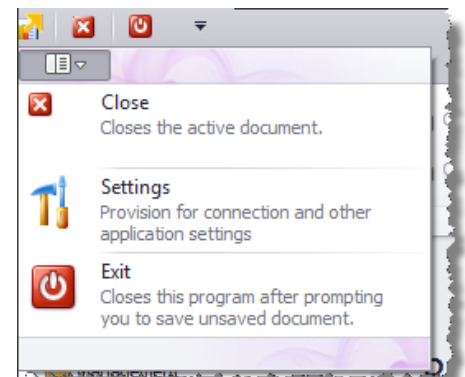 Close
Closes the active document.
Settings
Provision for connection and other
application settings
Exit
Closes this program after prompting
you to save unsaved document.